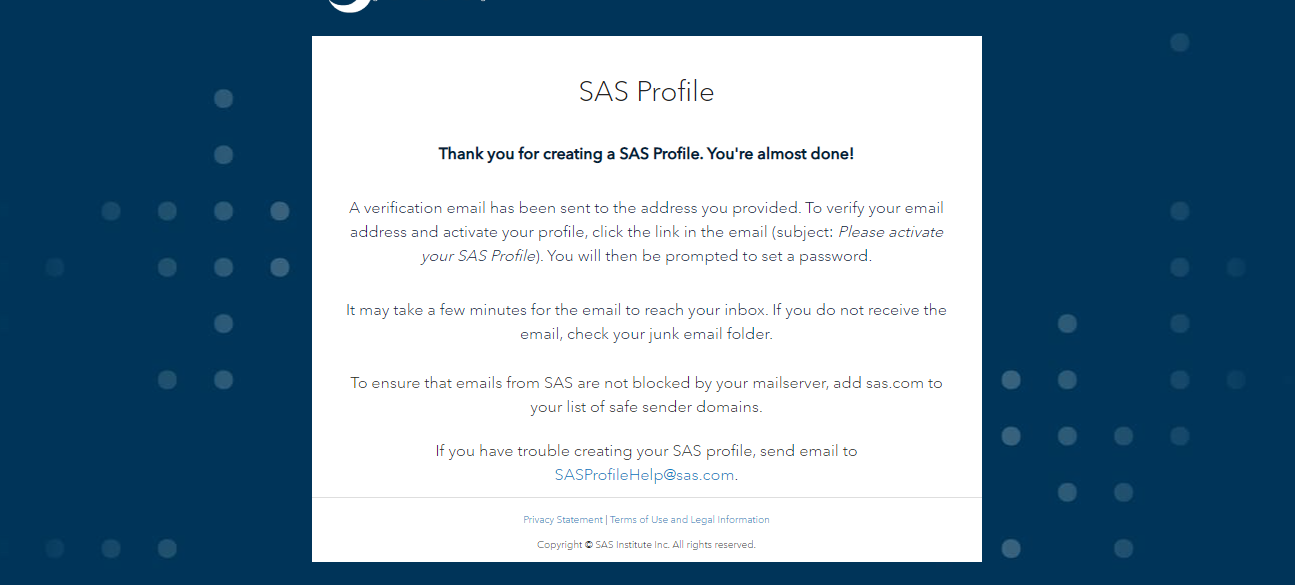 SAS Profile
Thank you for creating a SAS Profile. You're almost done!
A verification email has been sent to the address you provided. To verify your email
address and activate your profile, click the link in the email (subject: Please activate
your SAS Profile). You will then be prompted to set a password.
It may take a few minutes for the email to reach your inbox. If you do not receive the
email, check your junk email folder.
To ensure that emails from SAS are not blocked by your mailserver, add sas.com to
your list of safe sender domains.
If you have trouble creating your SAS profile, send email to
SASProfileHelp@sas.com.
Privacy Statement | Terms of Use and Legal Information
Copyright © SAS Institute Inc. All rights reserved.